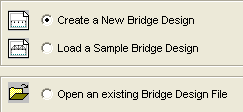 Create a New Bridge Design
Load a Sample Bridge Design
Open an existing Bridge Design File